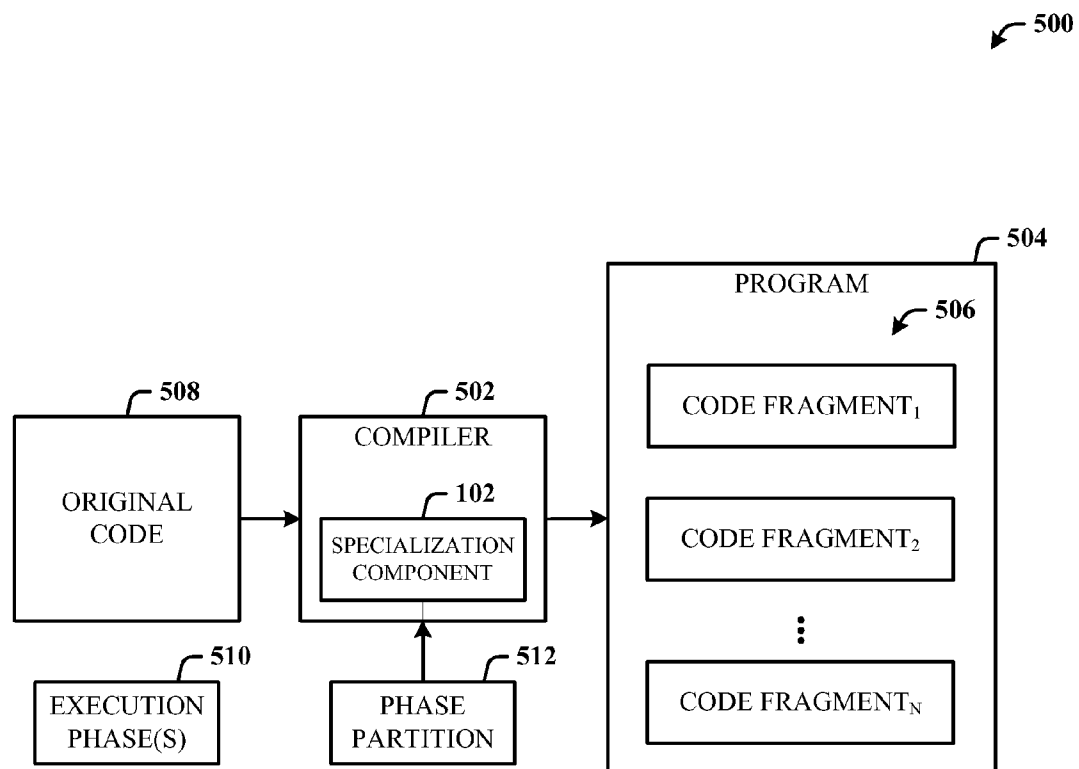 500
504
PROGRAM
506
508
502
COMPILER
CODE FRAGMENT₁
ORIGINAL
CODE
102
SPECIALIZATION
COMPONENT
CODE FRAGMENT₂
510
EXECUTION
PHASE(S)
512
PHASE
PARTITION
CODE FRAGMENT_N